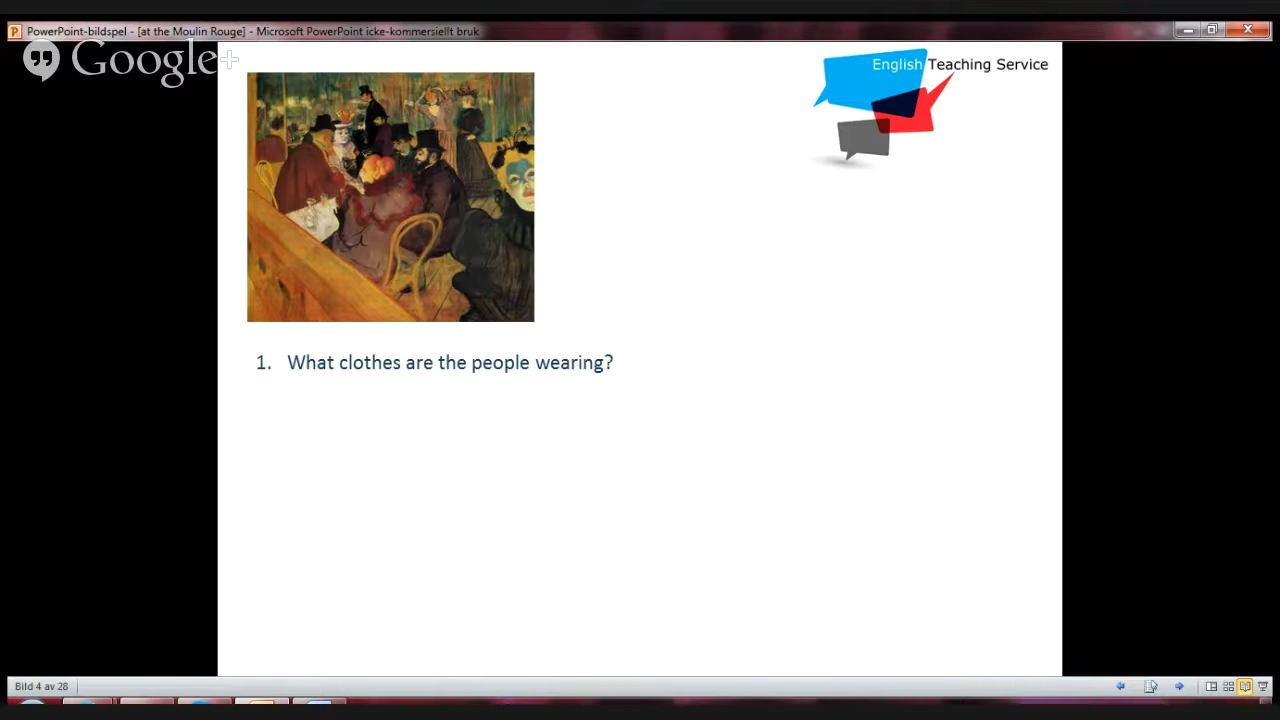 PowerPoint-bildspel - [at the Moulin Rouge] - Microsoft PowerPoint icke-kommersiellt bruk
Google+
English Teaching Service
1. What clothes are the people wearing?
Bild 4 av 28